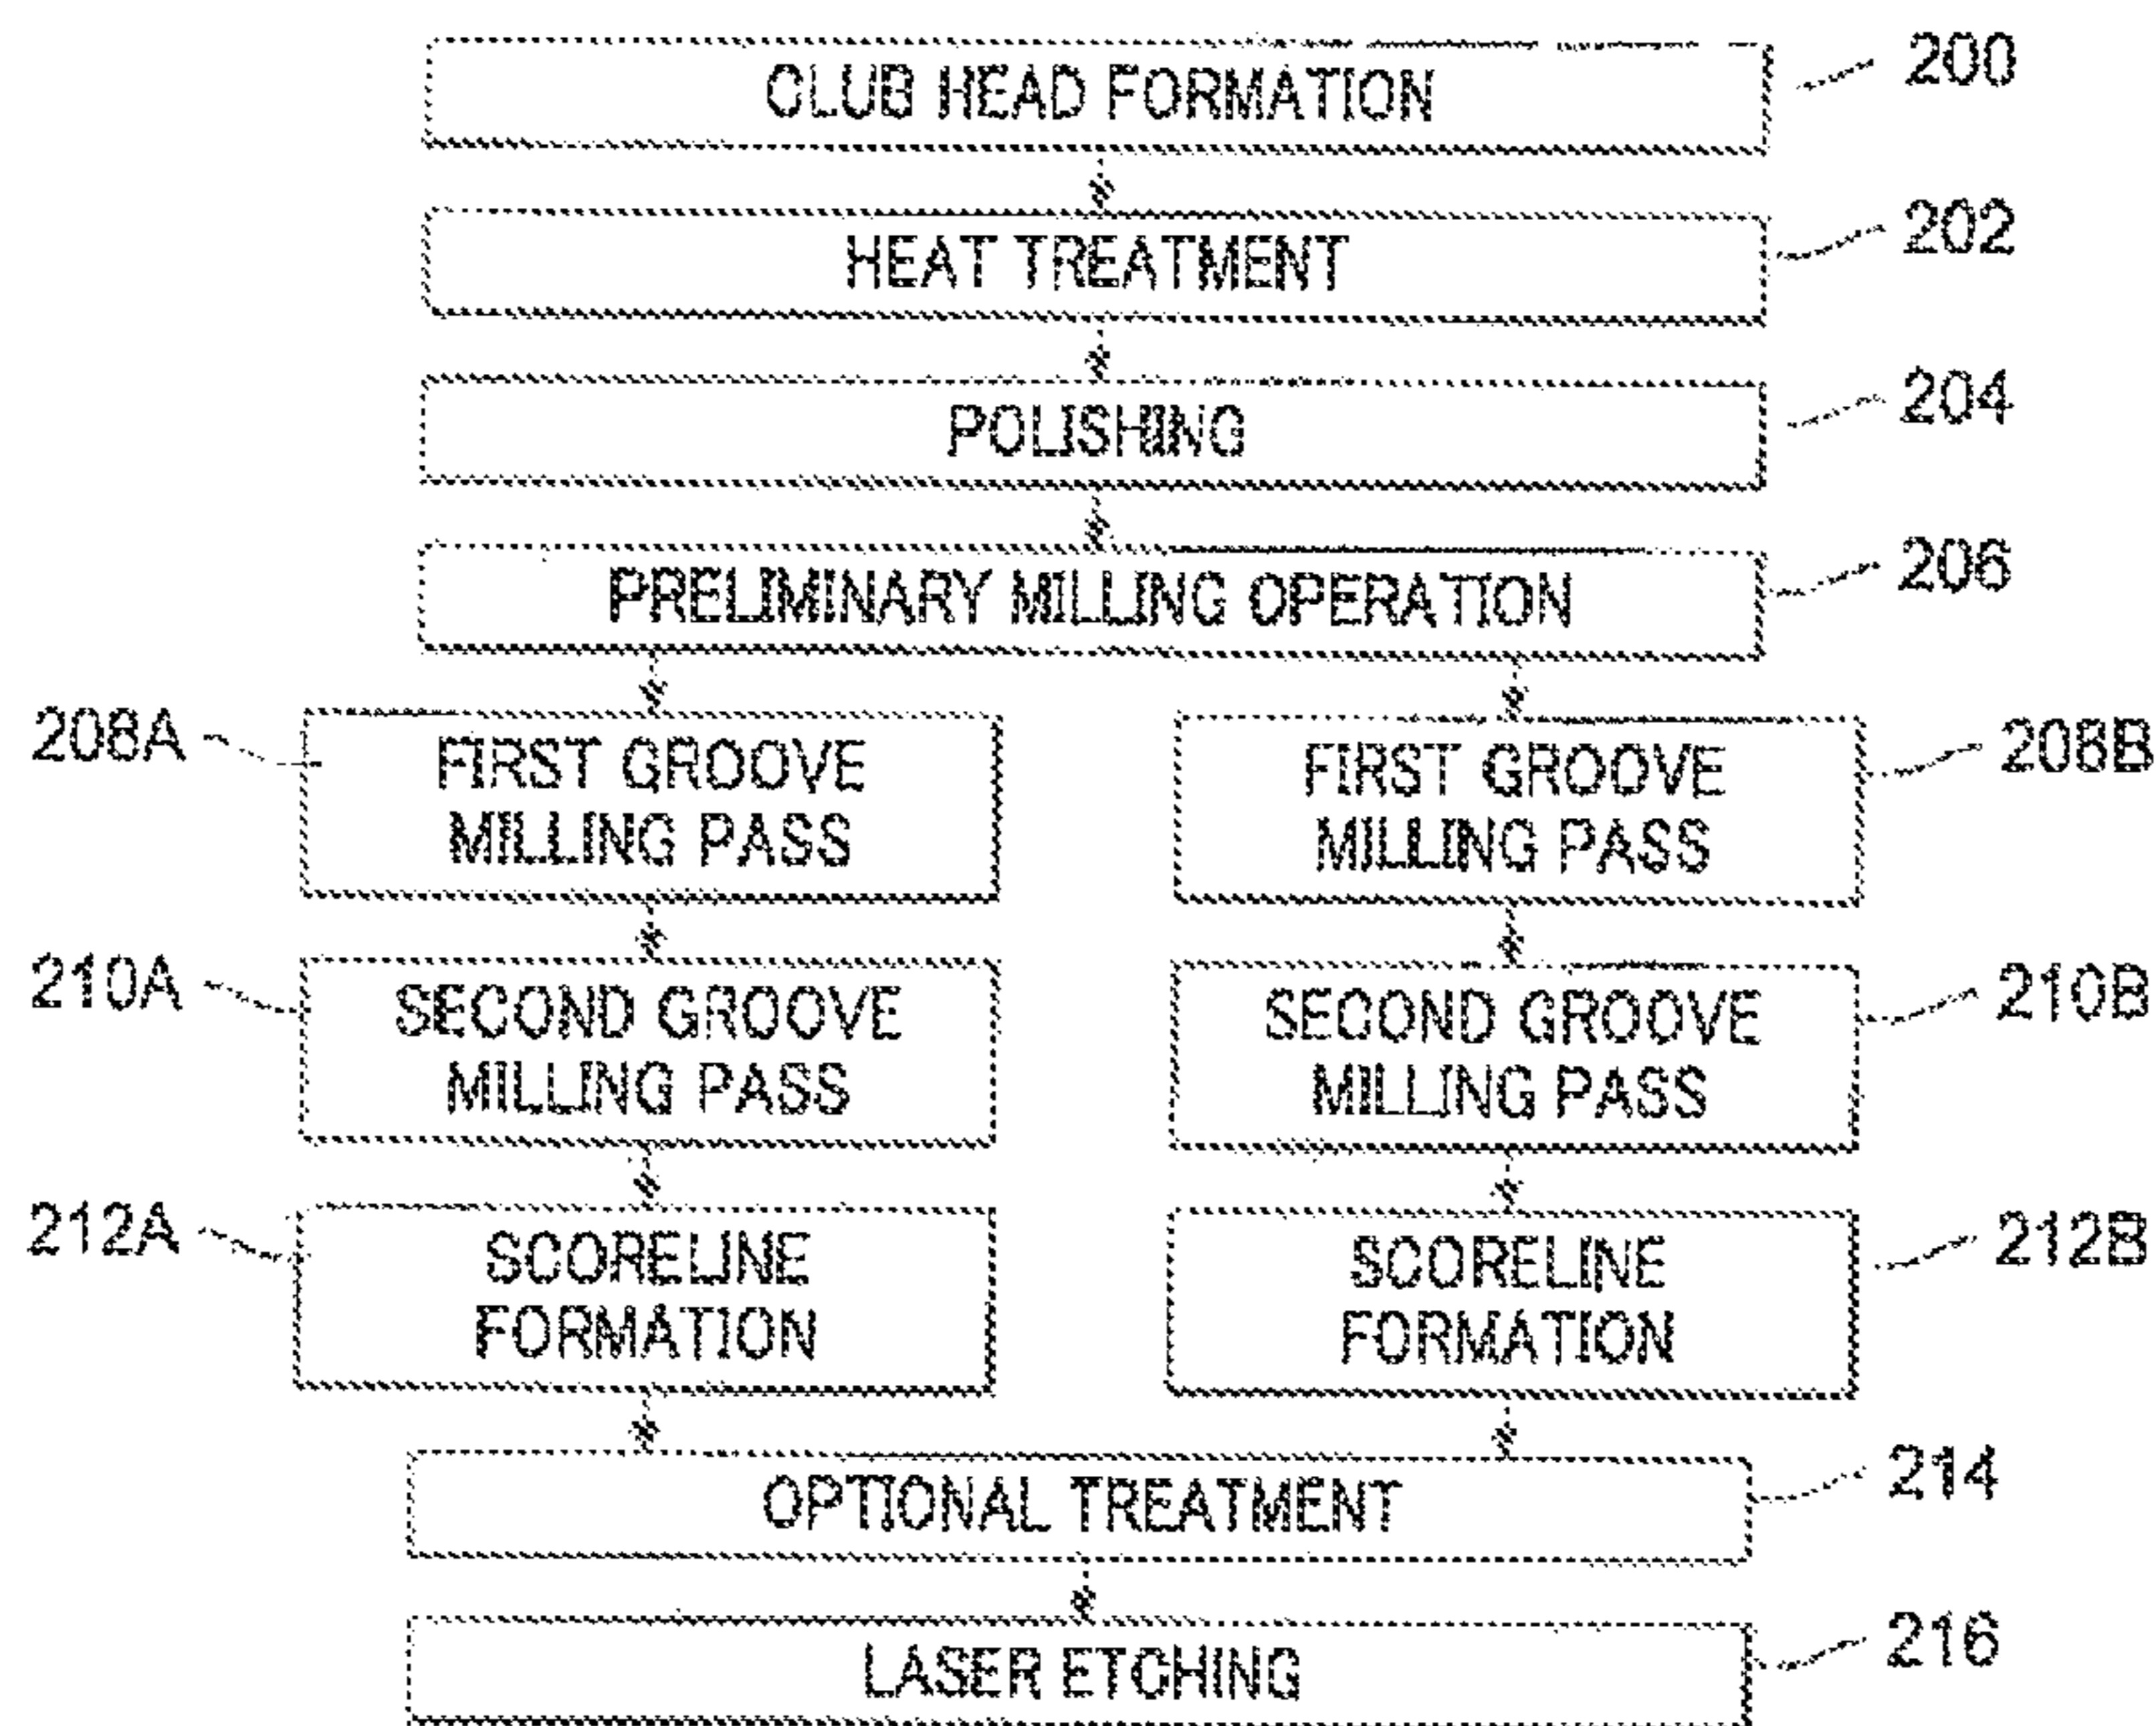 CLUB HEAD FORMATION
200
HEAT TREATMENT
202
POLISHING
204
PRELIMINARY MILLING OPERATION
206
208A
FIRST GROOVE
MILLING PASS
FIRST GROOVE
MILLING PASS
208B
210A
SECOND GROOVE
MILLING PASS
SECOND GROOVE
MILLING PASS
210B
212A
SCORELINE
FORMATION
SCORELINE
FORMATION
212B
OPTIONAL TREATMENT
214
LASER ETCHING
216